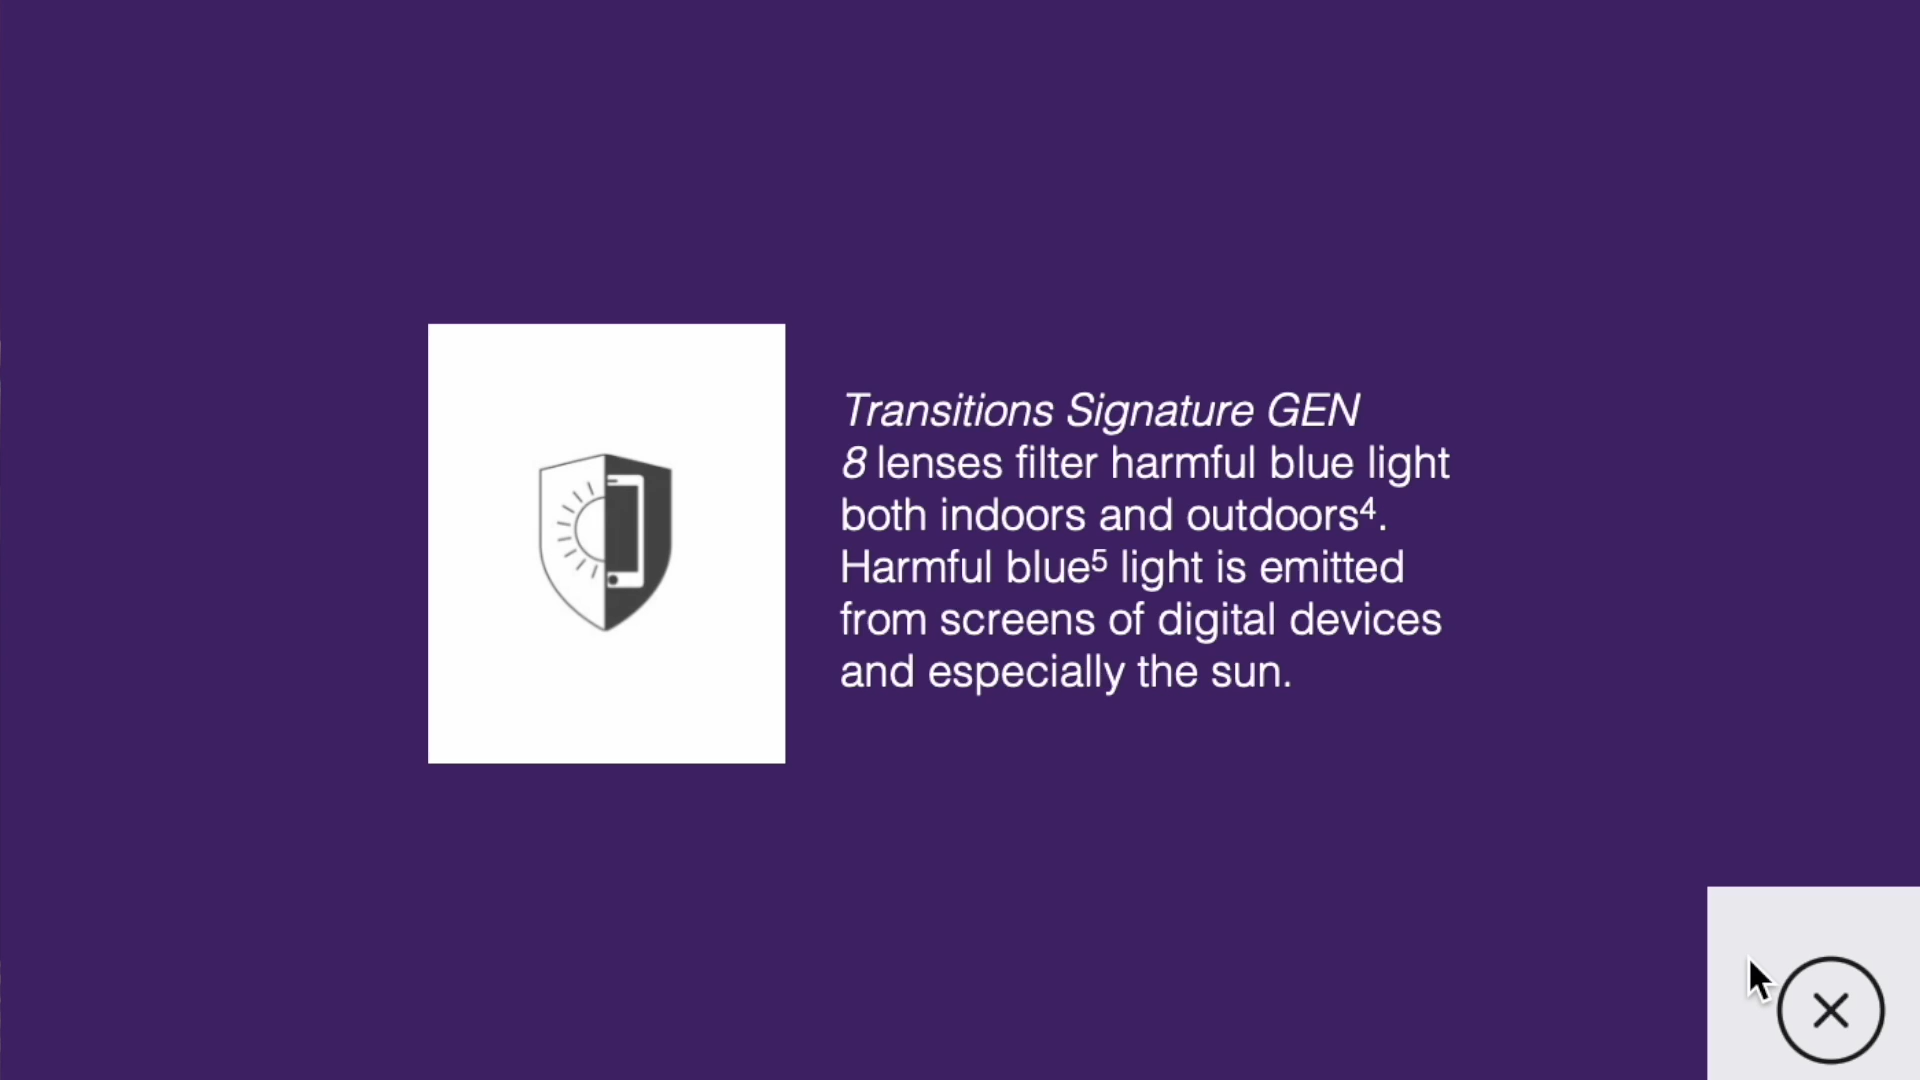 Transitions Signature GEN
8 lenses filter harmful blue light
both indoors and outdoors⁴.
Harmful blue⁵ light is emitted
from screens of digital devices
and especially the sun.